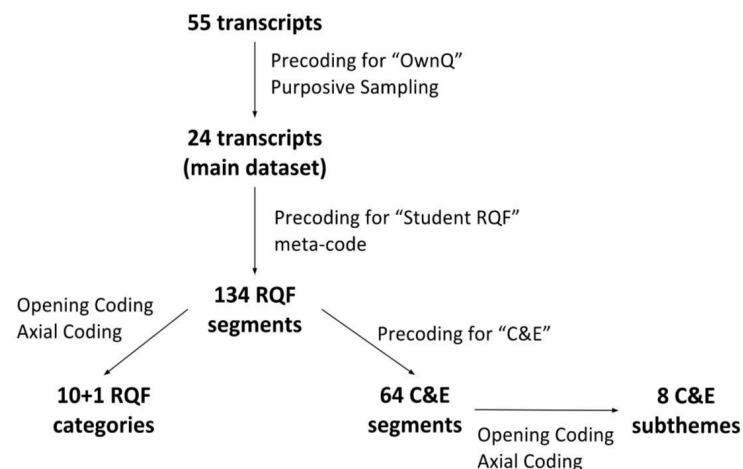 55 transcripts
Precoding for “OwnQ”
Purposive Sampling
24 transcripts
(main dataset)
Precoding for “Student RQF”
meta-code
134 RQF
segments
Opening Coding
Axial Coding
Precoding for “C&E”
10+1 RQF
categories
64 C&E
segments
Opening Coding
Axial Coding
8 C&E
subthemes